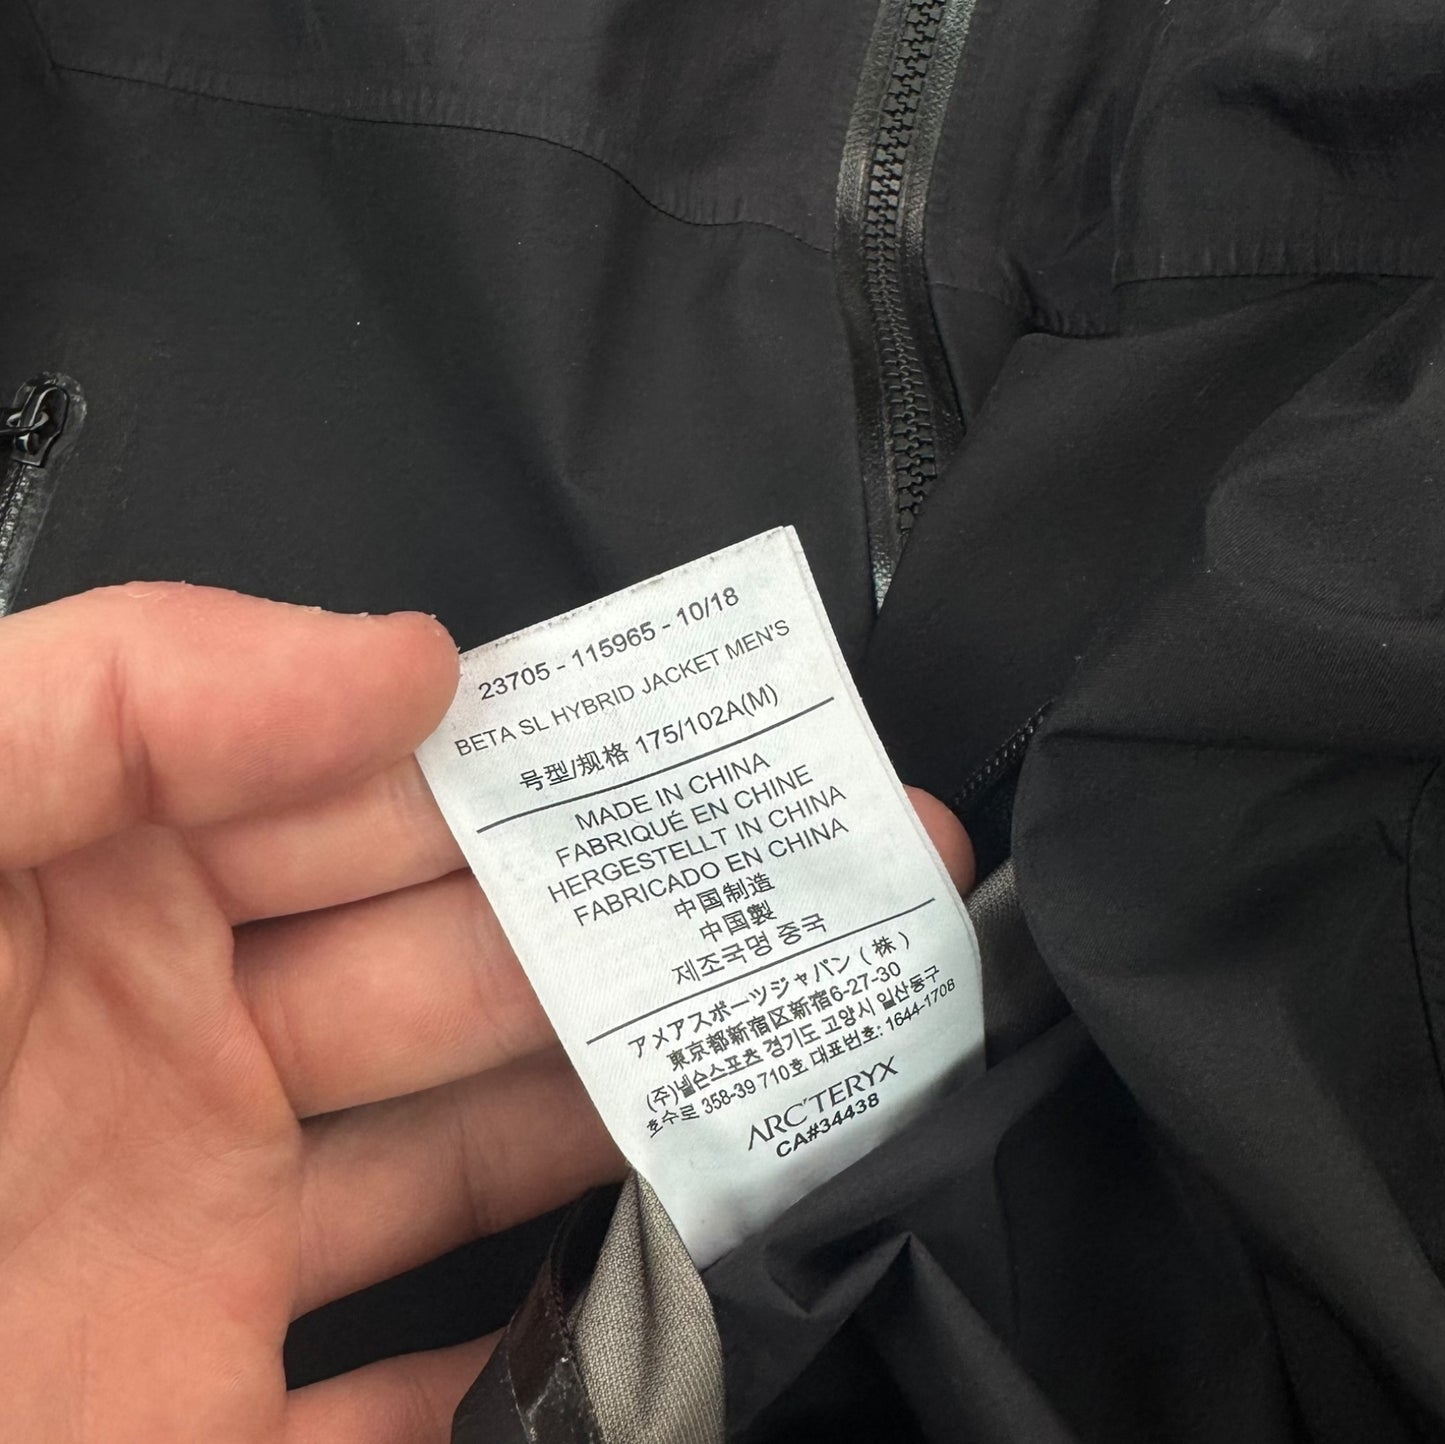 23705 - 115965 - 10/18
BETA SL HYBRID JACKET MEN'S
号型/规格 175/102A(M)
MADE IN CHINA
FABRIQUÉ EN CHINE
HERGESTELLT IN CHINA
FABRICADO EN CHINA
中国制造
中国製
제조국명 중국
アメアスポーツジャパン(株)
東京都新宿区新宿6-27-30
(주)넬슨스포츠 경기도 고양시 일산동구
호수로 358-39 710호 대표번호: 1644-1708
ARC'TERYX
CA#34438